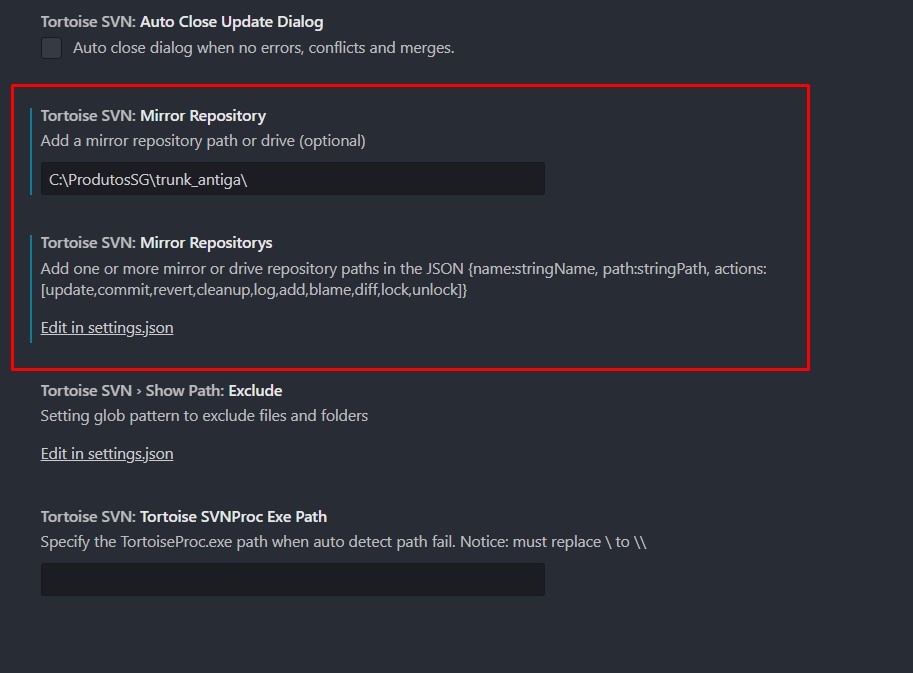 Tortoise SVN: Auto Close Update Dialog
Auto close dialog when no errors, conflicts and merges.
Tortoise SVN: Mirror Repository
Add a mirror repository path or drive (optional)
C:\ProdutosSG\trunk_antiga\
Tortoise SVN: Mirror Repositorys
Add one or more mirror or drive repository paths in the JSON {name:stringName, path:stringPath, actions:
[update,commit,revert,cleanup,log,add,blame,diff,lock,unlock]}
Edit in settings.json
Tortoise SVN › Show Path: Exclude
Setting glob pattern to exclude files and folders
Edit in settings.json
Tortoise SVN: Tortoise SVNProc Exe Path
Specify the TortoiseProc.exe path when auto detect path fail. Notice: must replace \ to \\